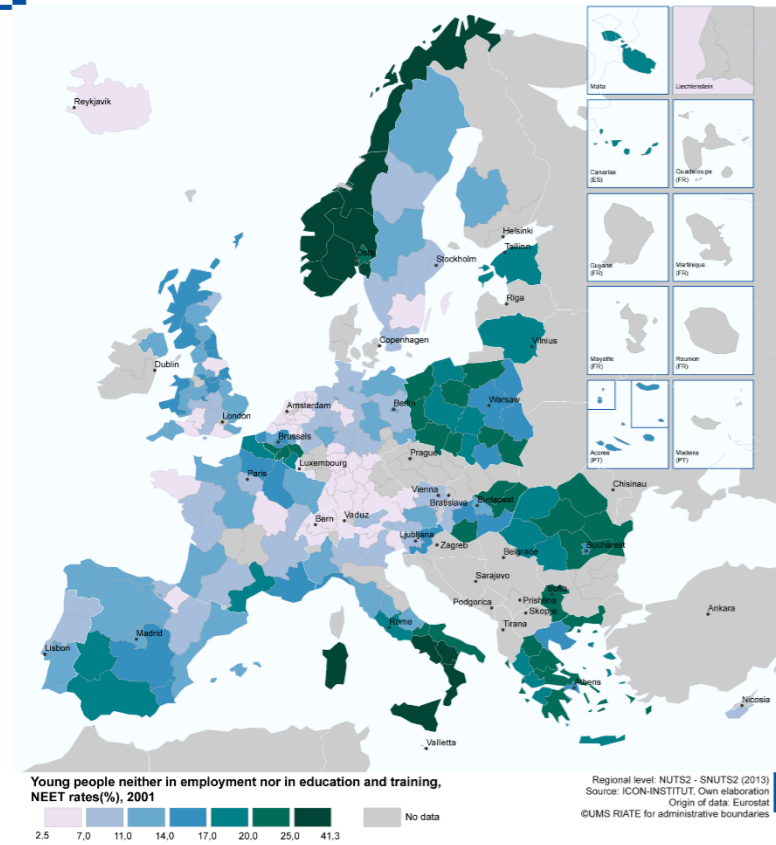 Reykjavik
Malta
Liechtenstein
Canarias
(ES)
Guadeloupe
(FR)
Guyana
(FR)
Martinique
(FR)
Mayotte
(FR)
Reunion
(FR)
Acores
(PT)
Madeira
(PT)
Helsinki
Tallinn
Oslo
Stockholm
Riga
Vilnius
Copenhagen
Dublin
London
Amsterdam
Berlin
Warsaw
Brussels
Luxembourg
Prague
Paris
Vienna
Bratislava
Budapest
Chisinau
Bern
Vaduz
Ljubljana
Zagreb
Belgrade
Bucharest
Sarajevo
Sofia
Prishtina
Podgorica
Skopje
Tirana
Rome
Madrid
Lisbon
Ankara
Athens
Nicosia
Valletta
Young people neither in employment nor in education and training,
NEET rates(%), 2001
2,5 7,0 11,0 14,0 17,0 20,0 25,0 41,3
No data
Regional level: NUTS2 - SNUTS2 (2013)
Source: ICON-INSTITUT, Own elaboration
Origin of data: Eurostat
©UMS RIATE for administrative boundaries